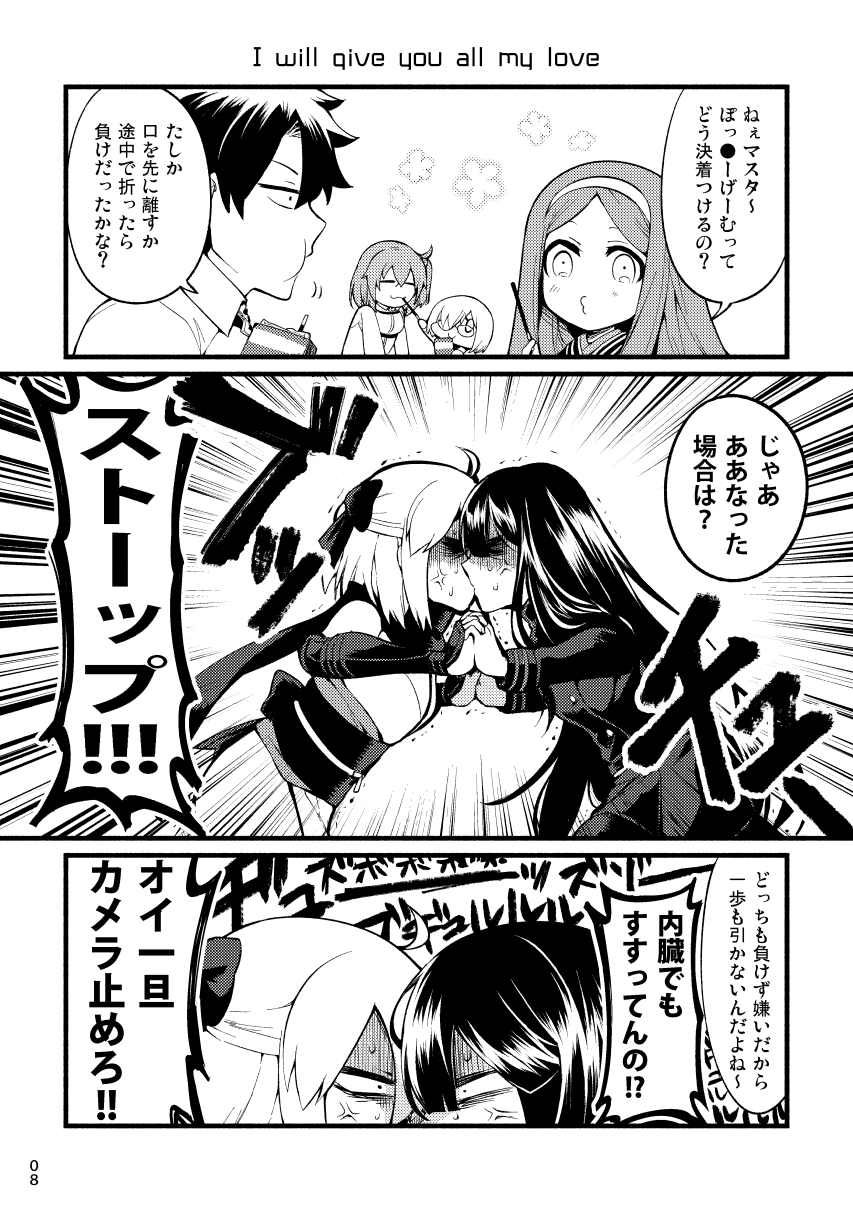 I will give you all my love
ねぇマスタ～
ぽっ●ーげーむって
どう決着つけるの?
たしか
口を先に離すか
途中で折ったら
負けだったかな?
じゃあ
ああなった
場合は?
ブッ
チュー
ストーップ!!!
どっちも負けず嫌いだから
一歩も引かないんだよね～
内臓でも
すすってんの!?
オイ一旦
カメラ止めろ!!
08